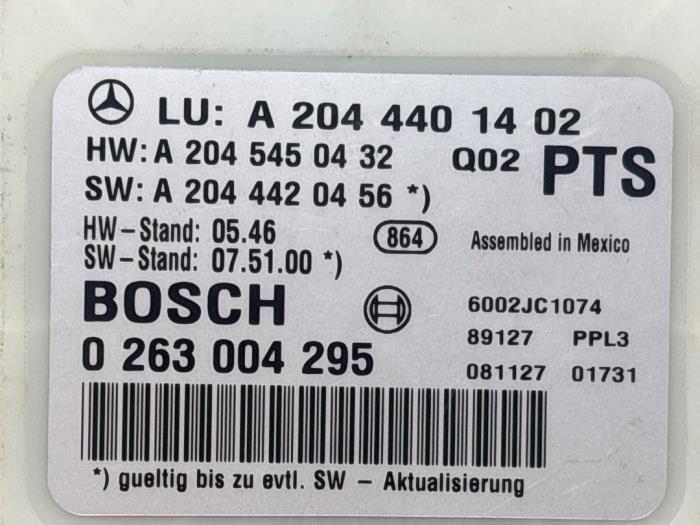 LU: A 204 440 14 02
HW: A 204 545 04 32 Q02 PTS
SW: A 204 442 04 56 *)
HW-Stand: 05.46 864 Assembled in Mexico
SW-Stand: 07.51.00 *)
BOSCH 6002JC1074
89127 PPL3
0 263 004 295
081127 01731
*) gueltig bis zu evtl. SW - Aktualisierung